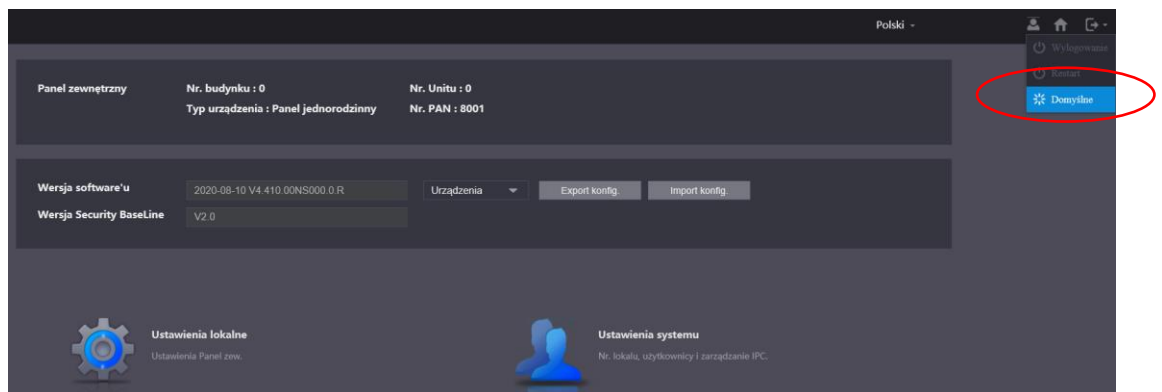 Polski
Wylogowanie
Restart
Domyślne
Panel zewnętrzny
Nr. budynku : 0
Nr. Unitu : 0
Typ urządzenia : Panel jednorodzinny
Nr. PAN : 8001
Wersja software'u
2020-08-10 V4.410.00NS000.0.R
Urządzenia
Export konfig.
Import konfig.
Wersja Security BaseLine
V2.0
Ustawienia lokalne
Ustawienia Panel zew.
Ustawienia systemu
Nr. lokalu, użytkownicy i zarządzanie IPC.